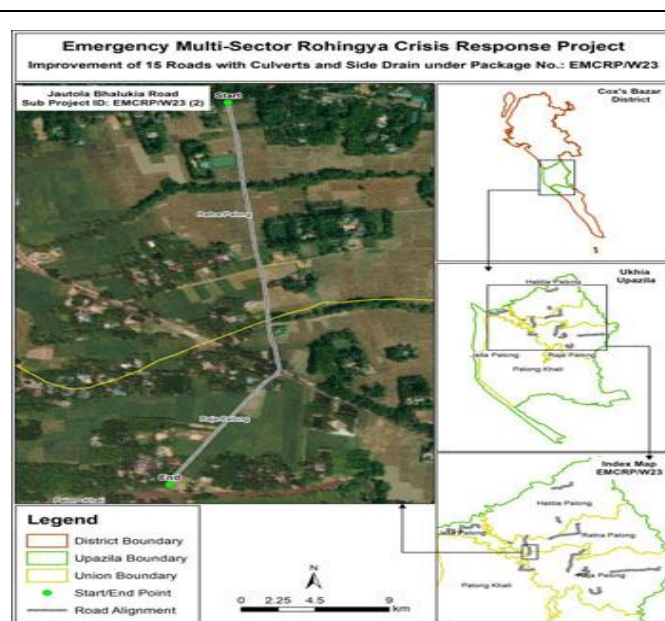 Emergency Multi-Sector Rohingya Crisis Response Project
Improvement of 15 Roads with Culverts and Side Drain under Package No.: EMCRP/W23
Jautola Bhalukia Road
Sub Project ID: EMCRP/W23 (2)
Start
Ratna Palong
Raja Palong
End
Palong Khali
Cox's Bazar
District
Ukhia
Upazila
Haldia Palong
Jalia Palong
Raja Palong
Palong Khali
Index Map
EMCRP/W23
Haldia Palong
Jalia Palong
Ratna Palong
Raja Palong
Palong Khali
Legend
District Boundary
Upazila Boundary
Union Boundary
Start/End Point
Road Alignment
N
0 2.25 4.5 9
km